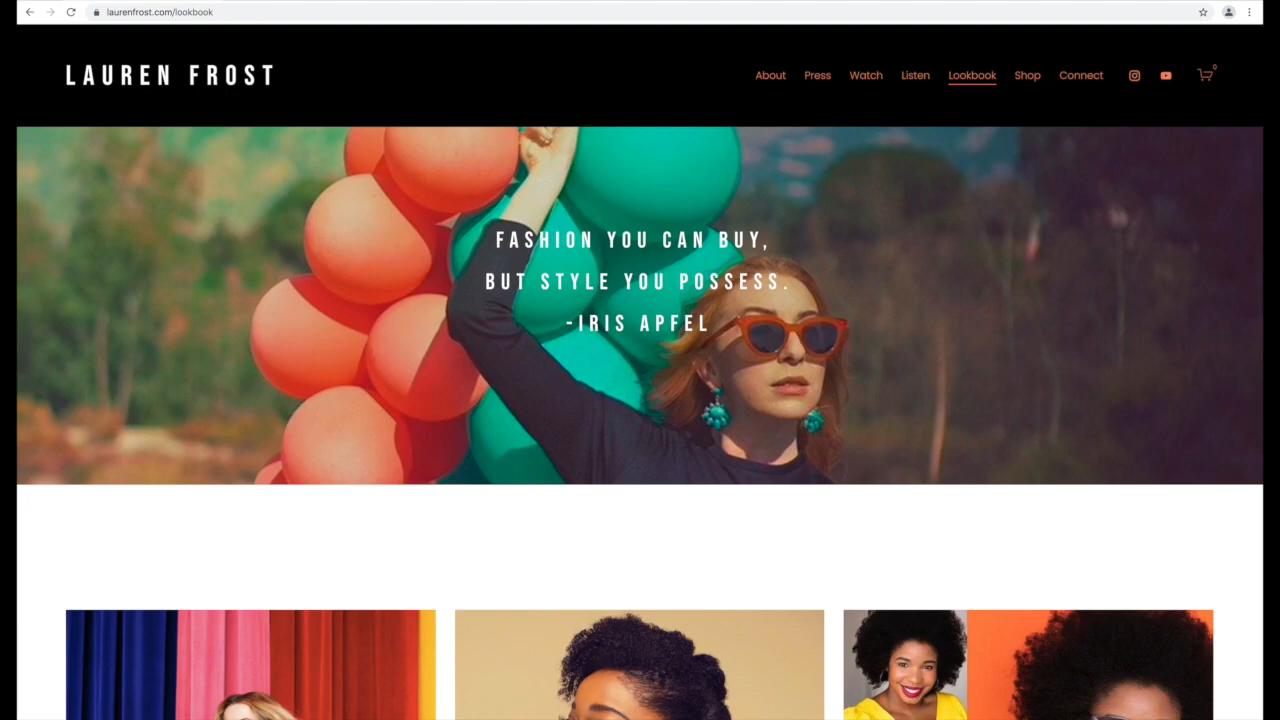 laurenfrost.com/lookbook
LAUREN FROST
About Press Watch Listen Lookbook Shop Connect 0
FASHION YOU CAN BUY,
BUT STYLE YOU POSSESS.
-IRIS APFEL